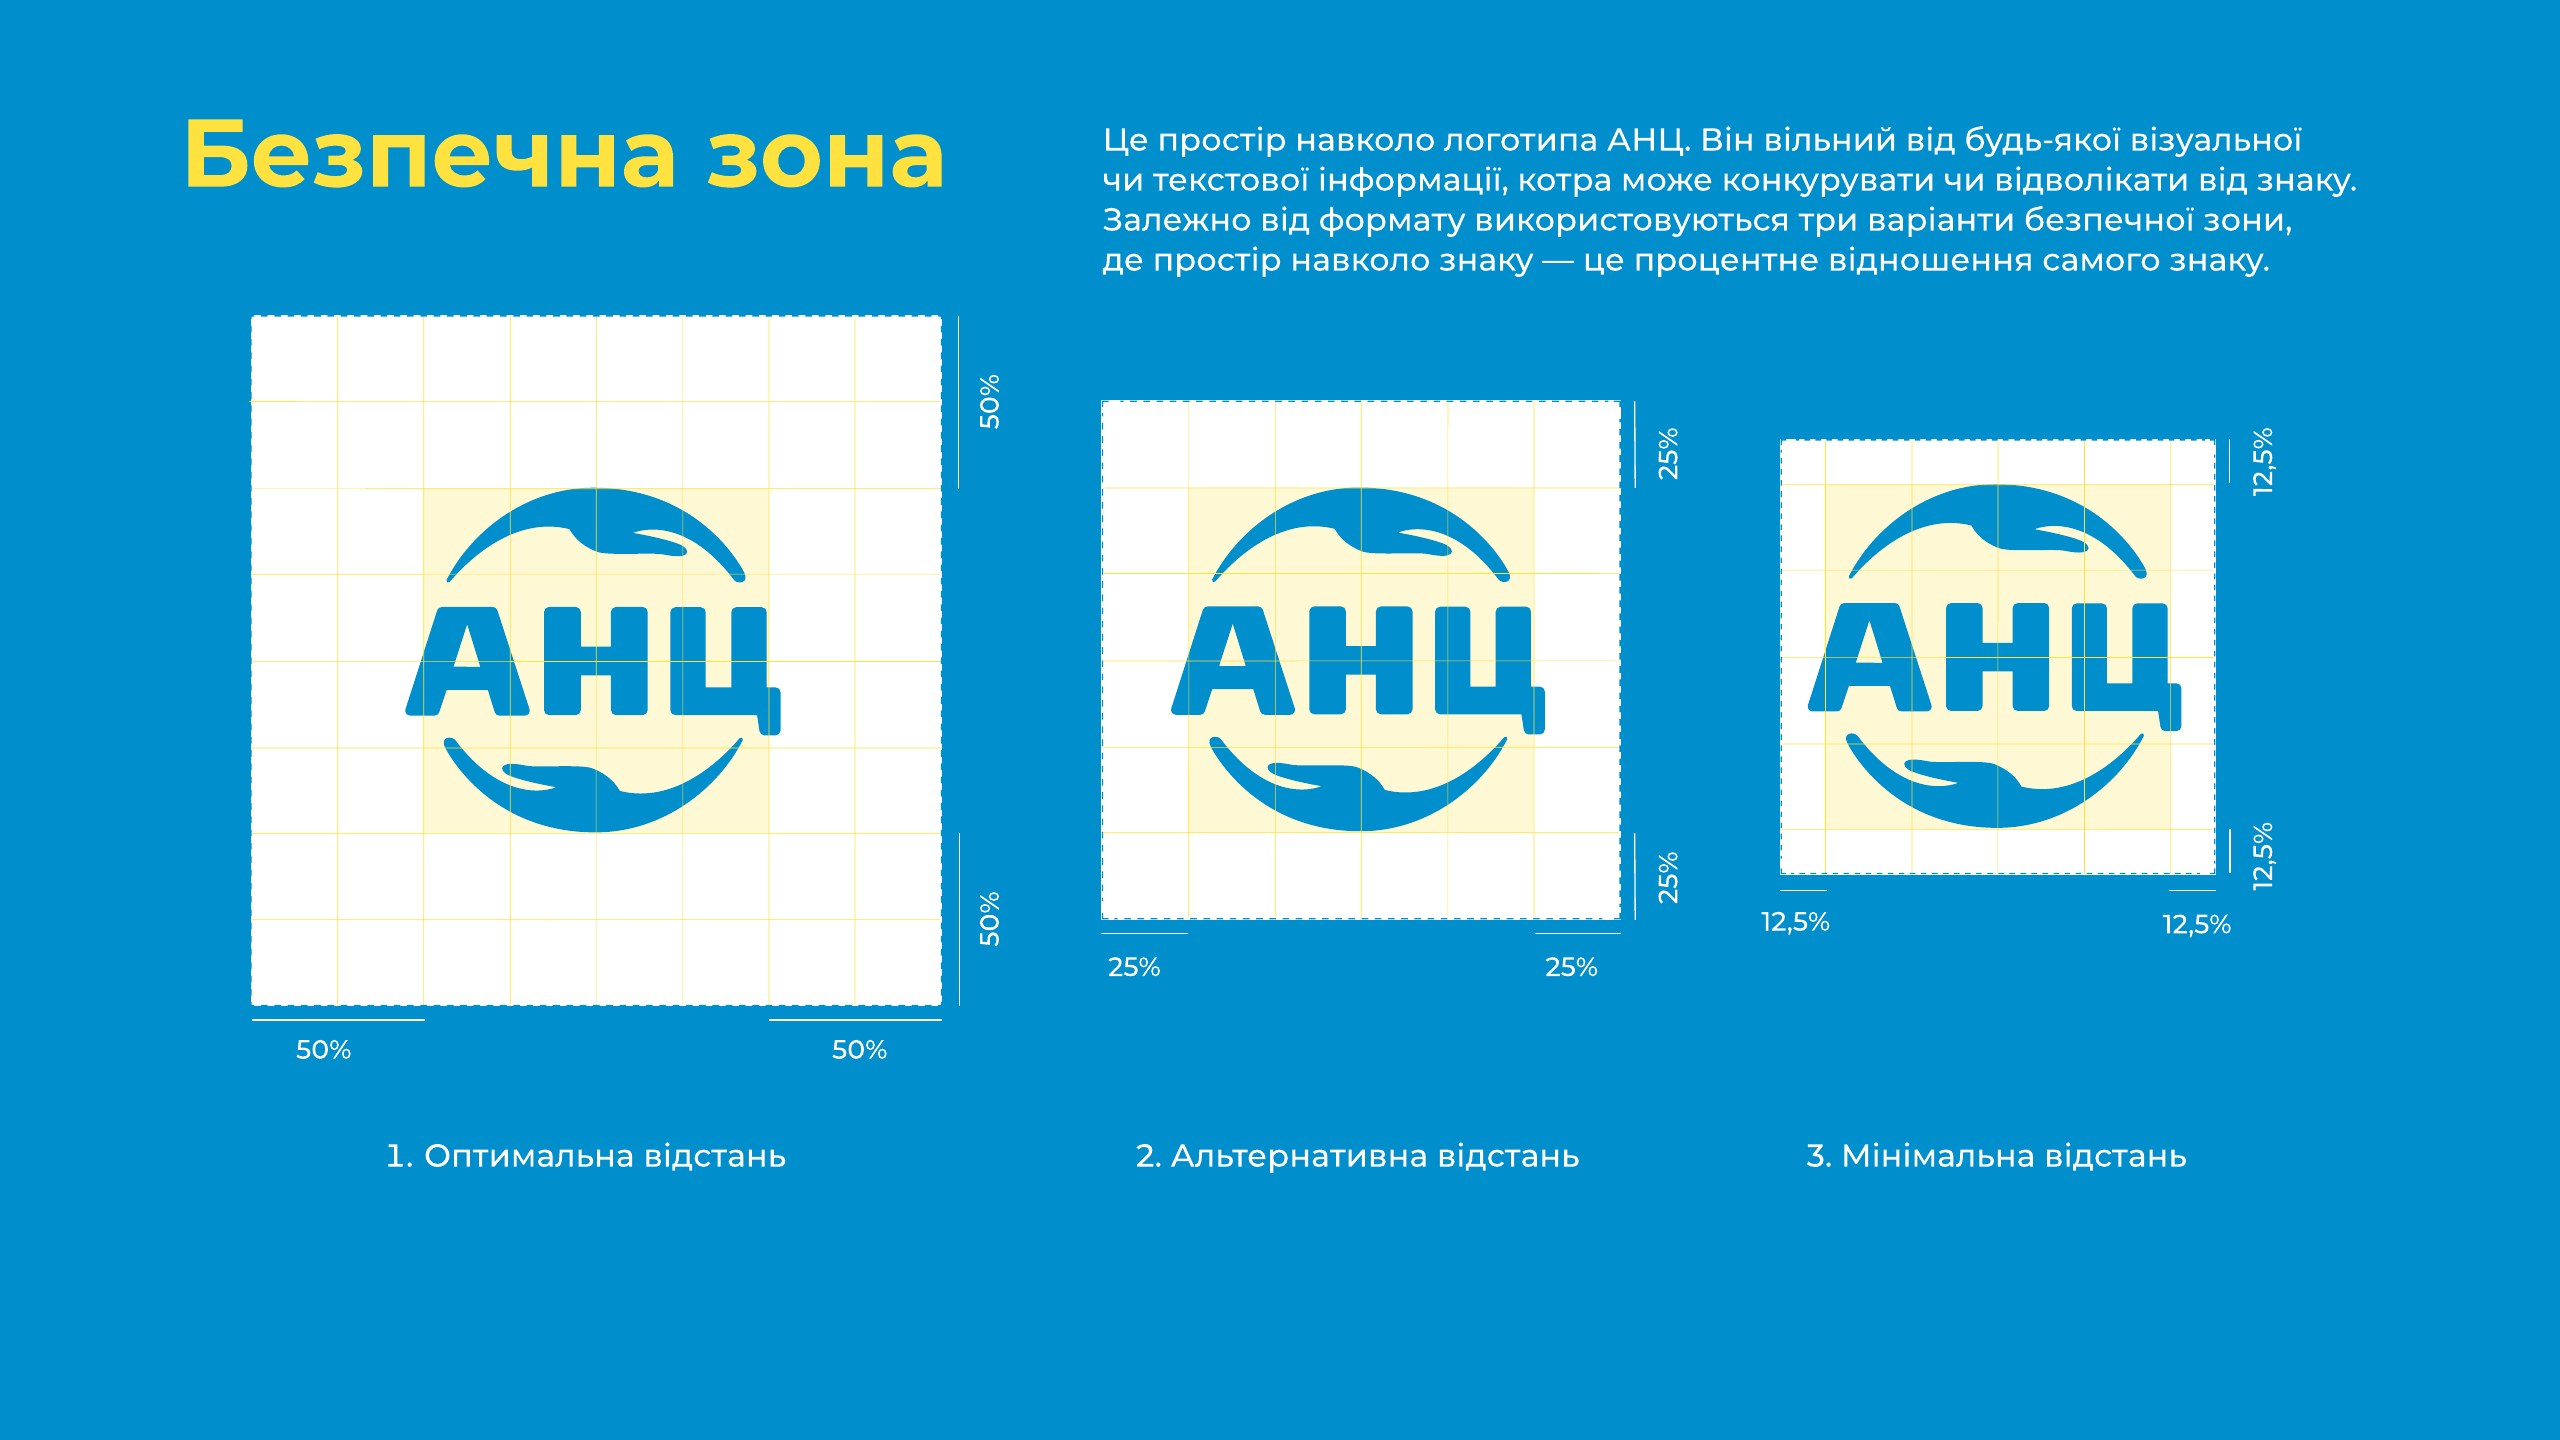 Безпечна зона
Це простір навколо логотипа АНЦ. Він вільний від будь-якої візуальної
чи текстової інформації, котра може конкурувати чи відволікати від знаку.
Залежно від формату використовуються три варіанти безпечної зони,
де простір навколо знаку — це процентне відношення самого знаку.
АНЦ
50%
50%
50%
50%
1. Оптимальна відстань
АНЦ
25%
25%
25%
25%
2. Альтернативна відстань
АНЦ
12,5%
12,5%
12,5%
12,5%
3. Мінімальна відстань